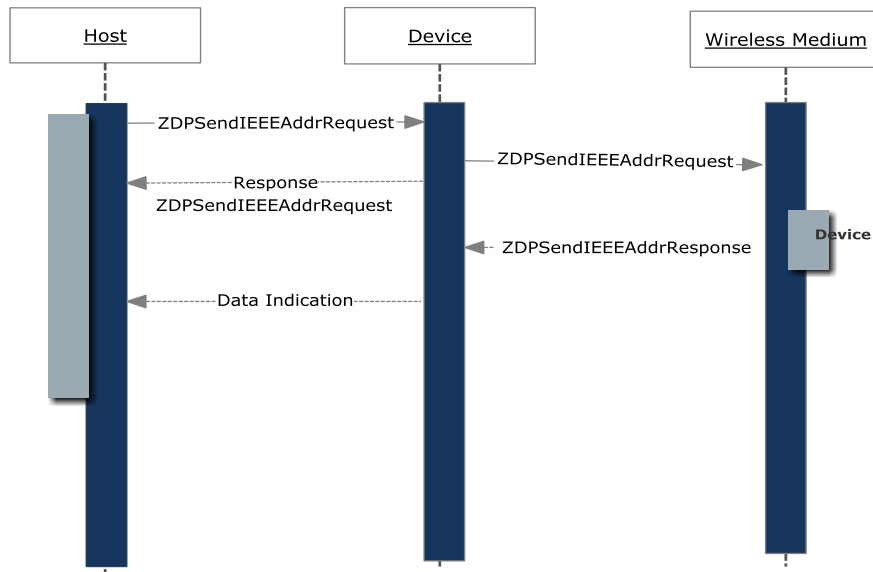 Host
Device
Wireless Medium
ZDPSendIEEEAddrRequest
ZDPSendIEEEAddrRequest
Response
ZDPSendIEEEAddrRequest
Device
ZDPSendIEEEAddrResponse
Data Indication